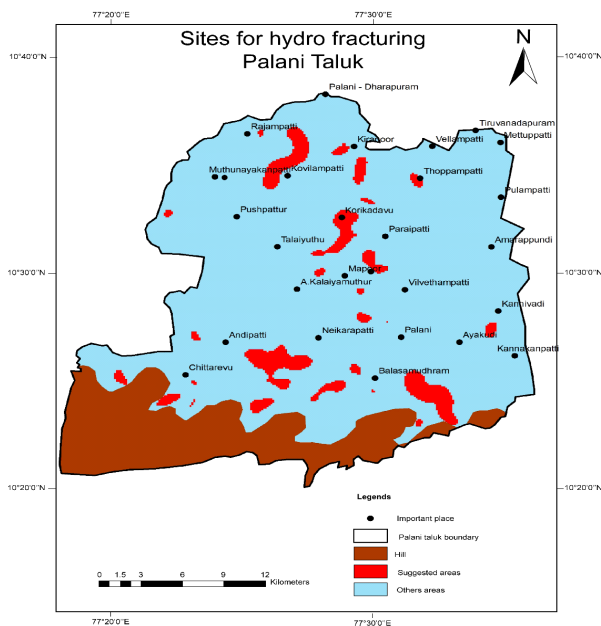 77°20'0"E 77°30'0"E
Sites for hydro fracturing
Palani Taluk
N
10°40'0"N 10°40'0"N
Palani - Dharapuram
Rajampatti
Kiranoor
Vellampatti
Tiruvanadapuram
Mettuppatti
Muthunayakanpatti
Kovilampatti
Thoppampatti
Pulampatti
Pushpattur
Korikadavu
Talaiyuthu
Paraipatti
Amarappundi
10°30'0"N 10°30'0"N
A.Kalaiyamuthur
Vilvethampatti
Kannivadi
Andipatti
Neikarapatti
Palani
Ayakudi
Kannakanpatti
Chittarevu
Balasamudhram
10°20'0"N 10°20'0"N
Legends
Important place
Palani taluk boundary
Hill
Suggested areas
Others areas
0 1.5 3 6 9 12
Kilometers
77°20'0"E 77°30'0"E